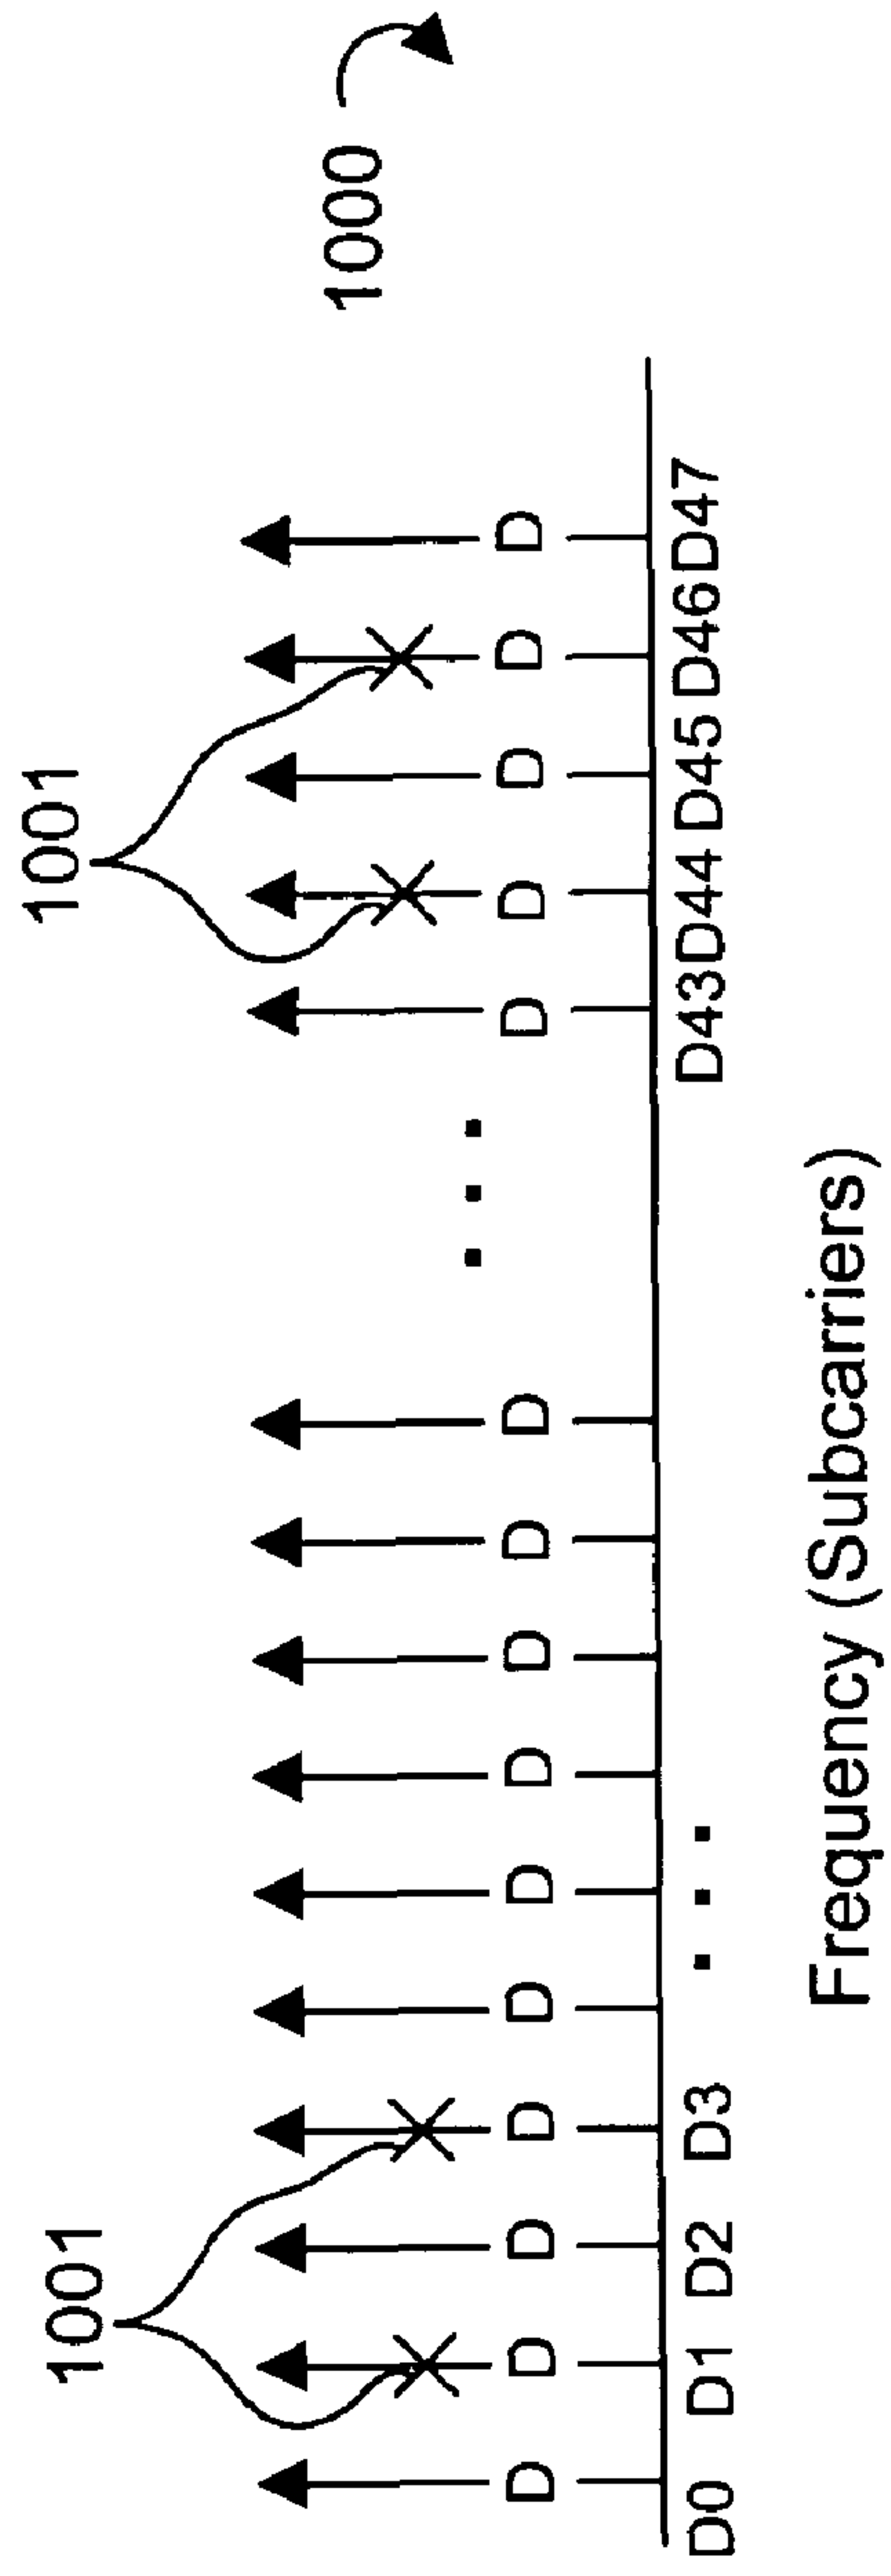 1000
1001 1001
D D D D D D D D D D . . . D D D D D
D0 D1 D2 D3 . . . D43 D44 D45 D46 D47
Frequency (Subcarriers)